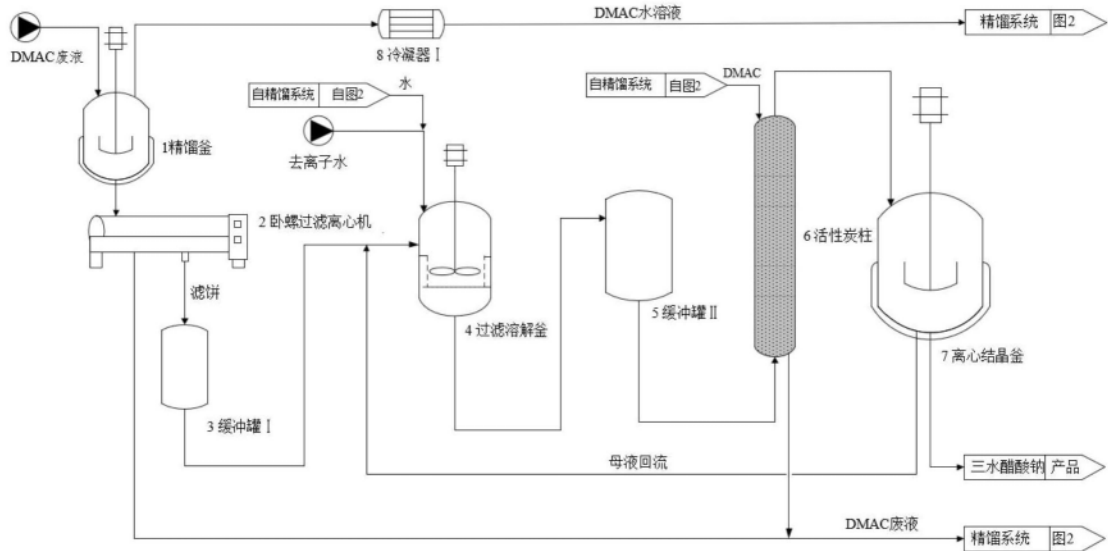 DMAC水溶液
精馏系统 图2
DMAC废液
8 冷凝器Ⅰ
自精馏系统 自图2
水
自精馏系统 自图2
DMAC
1精馏釜
去离子水
2 卧螺过滤离心机
6 活性炭柱
滤饼
5 缓冲罐Ⅱ
4 过滤溶解釜
7 离心结晶釜
3 缓冲罐Ⅰ
母液回流
三水醋酸钠 产品
DMAC废液
精馏系统 图2